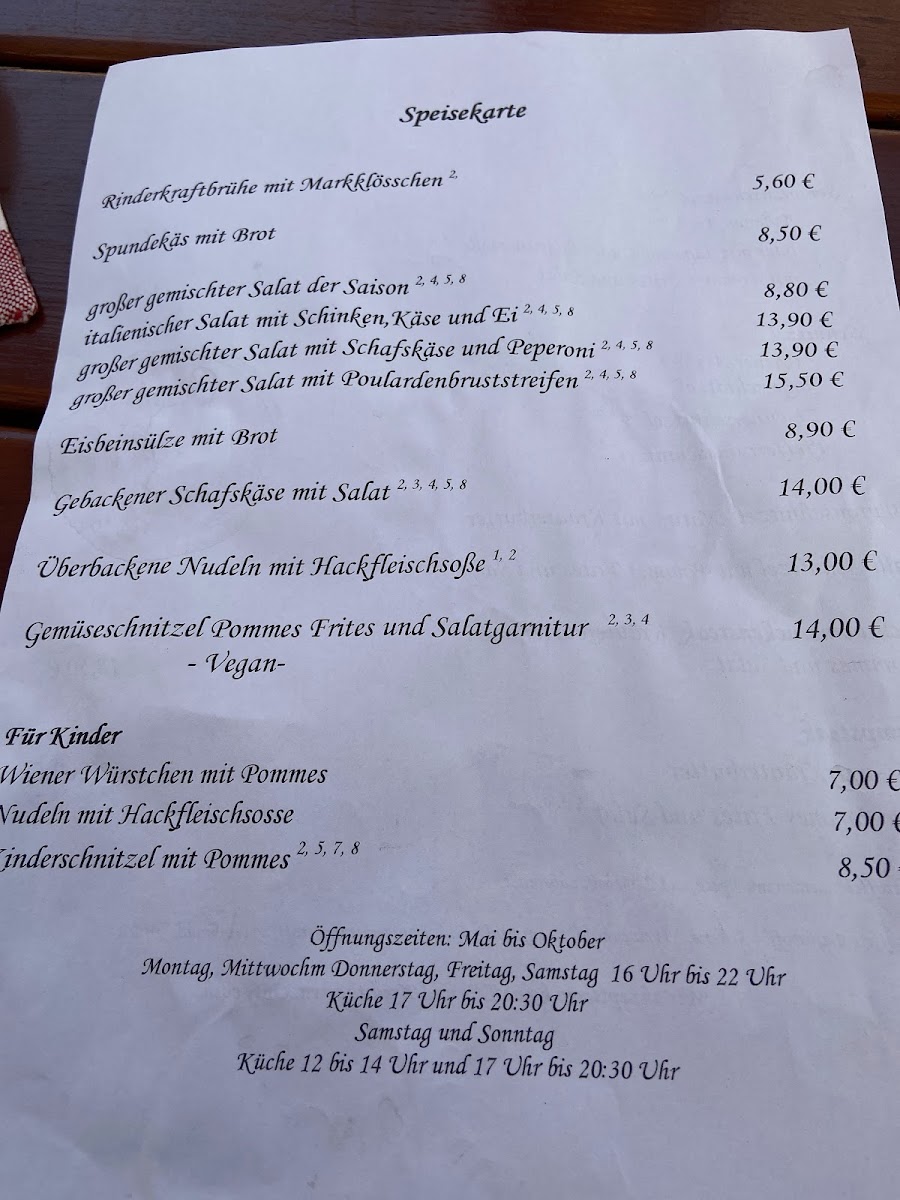 Speisekarte
Rinderkraftbrühe mit Markklösschen 2, 5,60 €
Spundekäs mit Brot 8,50 €
großer gemischter Salat der Saison 2, 4, 5, 8 8,80 €
italienischer Salat mit Schinken,Käse und Ei 2, 4, 5, 8 13,90 €
großer gemischter Salat mit Schafskäse und Peperoni 2, 4, 5, 8 13,90 €
großer gemischter Salat mit Poulardenbruststreifen 2, 4, 5, 8 15,50 €
Eisbeinsülze mit Brot 8,90 €
Gebackener Schafskäse mit Salat 2, 3, 4, 5, 8 14,00 €
Überbackene Nudeln mit Hackfleischsoße 1, 2 13,00 €
Gemüseschnitzel Pommes Frites und Salatgarnitur 2, 3, 4 14,00 €
- Vegan-
Für Kinder
Wiener Würstchen mit Pommes 7,00 €
Nudeln mit Hackfleischsosse 7,00 €
Kinderschnitzel mit Pommes 2, 5, 7, 8 8,50
Öffnungszeiten: Mai bis Oktober
Montag, Mittwochm Donnerstag, Freitag, Samstag 16 Uhr bis 22 Uhr
Küche 17 Uhr bis 20:30 Uhr
Samstag und Sonntag
Küche 12 bis 14 Uhr und 17 Uhr bis 20:30 Uhr